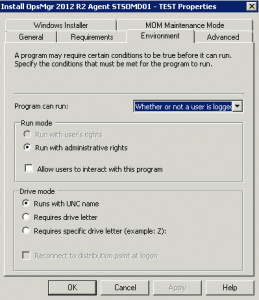 Install OpsMgr 2012 R2 Agent ST50MD01 - TEST Properties
Windows Installer
MOM Maintenance Mode
General
Requirements
Environment
Advanced
A program may require certain conditions to be true before it can run.
Specify the conditions that must be met for the program to run.
Program can run:
Whether or not a user is logged
Run mode
Run with user's rights
Run with administrative rights
Allow users to interact with this program
Drive mode
Runs with UNC name
Requires drive letter
Requires specific drive letter (example: Z):
Reconnect to distribution point at logon
OK
Cancel
Apply
Help